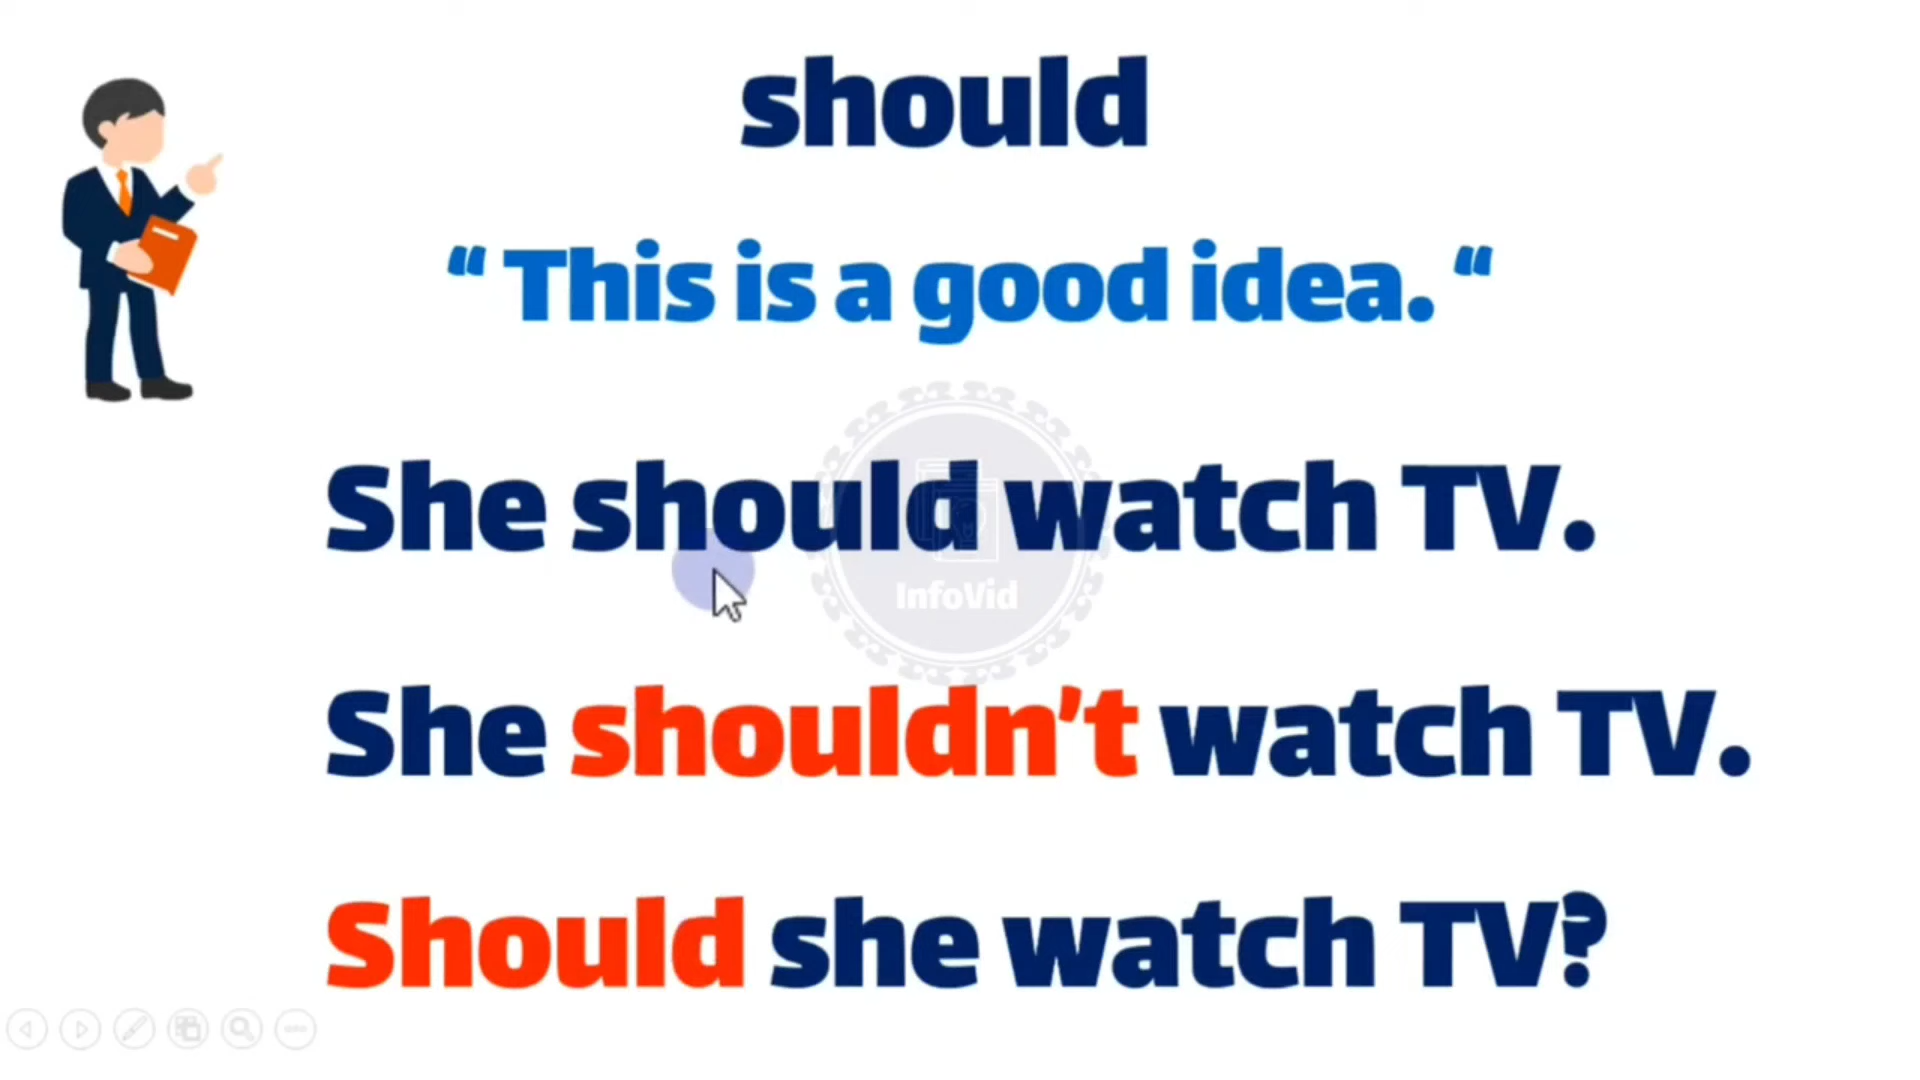 should
“ This is a good idea. “
She should watch TV.
InfoVid
She shouldn’t watch TV.
Should she watch TV?